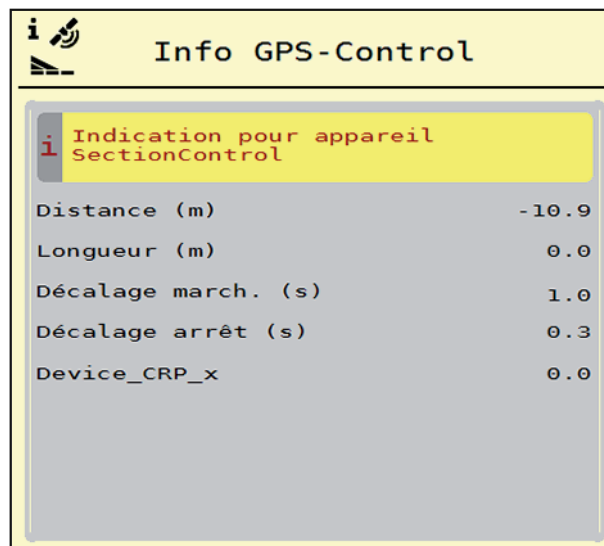 Info GPS-Control
i Indication pour appareil
SectionControl
Distance (m) -10.9
Longueur (m) 0.0
Décalage march. (s) 1.0
Décalage arrêt (s) 0.3
Device_CRP_x 0.0